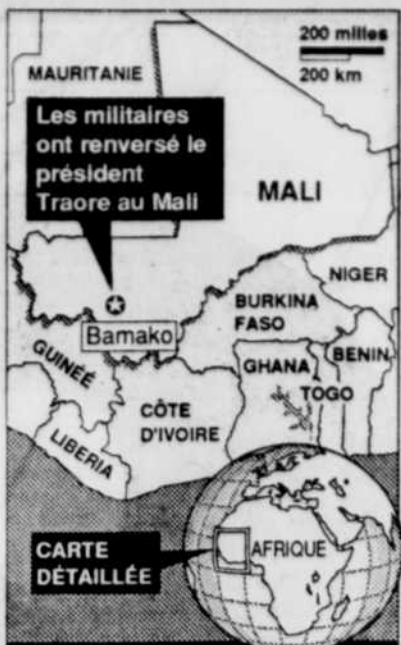 200 milles
200 km
MAURITANIE
Les militaires
ont renversé le
président
Traore au Mali
MALI
NIGER
BURKINA
FASO
Bamako
GUINÉE
GHANA
BENIN
TOGO
CÔTE
D'IVOIRE
LIBERIA
CARTE
DÉTAILLÉE
AFRIQUE